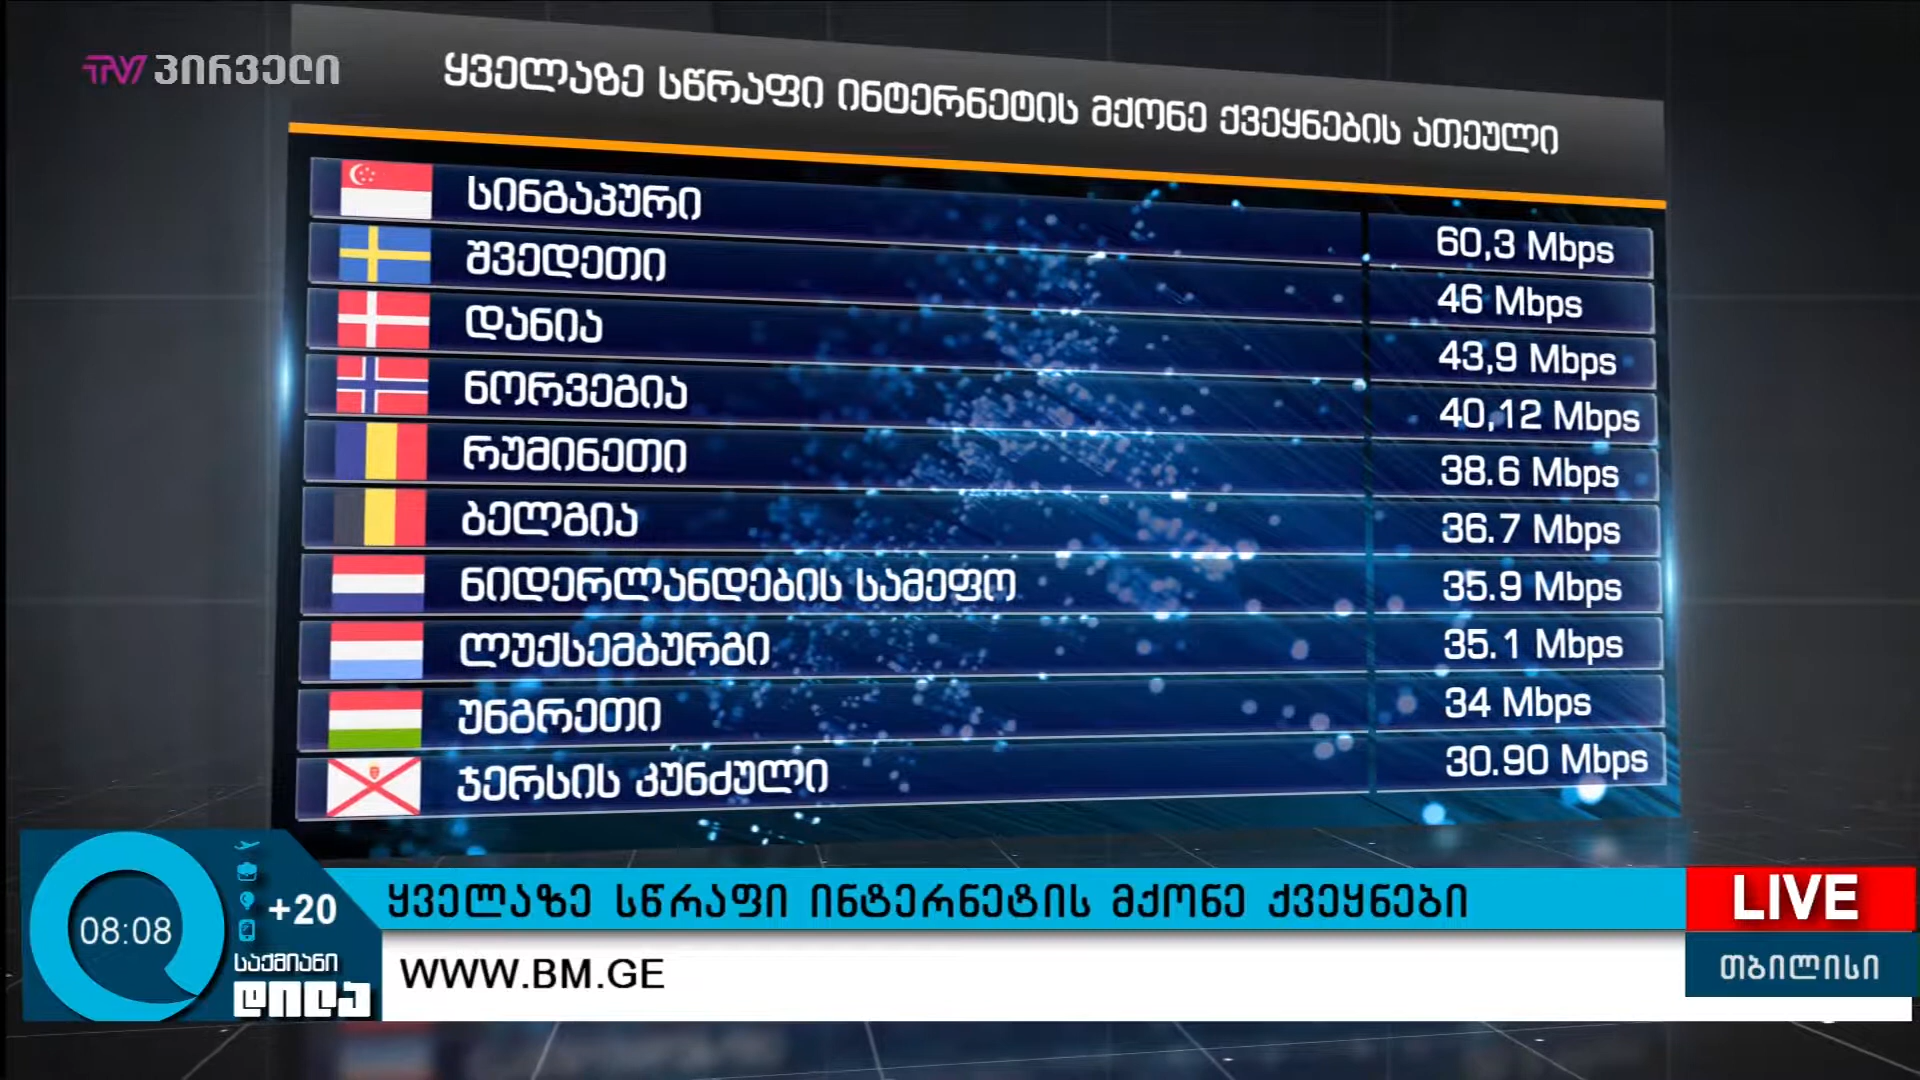 TV ᲞᲘᲠᲕᲔᲚᲘ
ᲧᲕᲔᲚᲐᲖᲔ ᲡᲬᲠᲐᲤᲘ ᲘᲜᲢᲔᲠᲜᲔᲢᲘᲡ ᲛᲥᲝᲜᲔ ᲥᲕᲔᲧᲜᲔᲑᲘᲡ ᲐᲗᲔᲣᲚᲘ
ᲡᲘᲜᲒᲐᲞᲣᲠᲘ 60,3 Mbps
ᲨᲕᲔᲓᲔᲗᲘ 46 Mbps
ᲓᲐᲜᲘᲐ 43,9 Mbps
ᲜᲝᲠᲕᲔᲒᲘᲐ 40,12 Mbps
ᲠᲣᲛᲘᲜᲔᲗᲘ 38.6 Mbps
ᲑᲔᲚᲒᲘᲐ 36.7 Mbps
ᲜᲘᲓᲔᲠᲚᲐᲜᲓᲔᲑᲘᲡ ᲡᲐᲛᲔᲤᲝ 35.9 Mbps
ᲚᲣᲥᲡᲔᲛᲑᲣᲠᲒᲘ 35.1 Mbps
ᲣᲜᲒᲠᲔᲗᲘ 34 Mbps
ᲯᲔᲠᲡᲘᲡ ᲙᲣᲜᲫᲣᲚᲘ 30.90 Mbps
08:08
+20
ᲡᲐᲥᲛᲘᲐᲜᲘ
ᲓᲘᲚᲐ
ᲧᲕᲔᲚᲐᲖᲔ ᲡᲬᲠᲐᲤᲘ ᲘᲜᲢᲔᲠᲜᲔᲢᲘᲡ ᲛᲥᲝᲜᲔ ᲥᲕᲔᲧᲜᲔᲑᲘ
LIVE
WWW.BM.GE
ᲗᲑᲘᲚᲘᲡᲘ